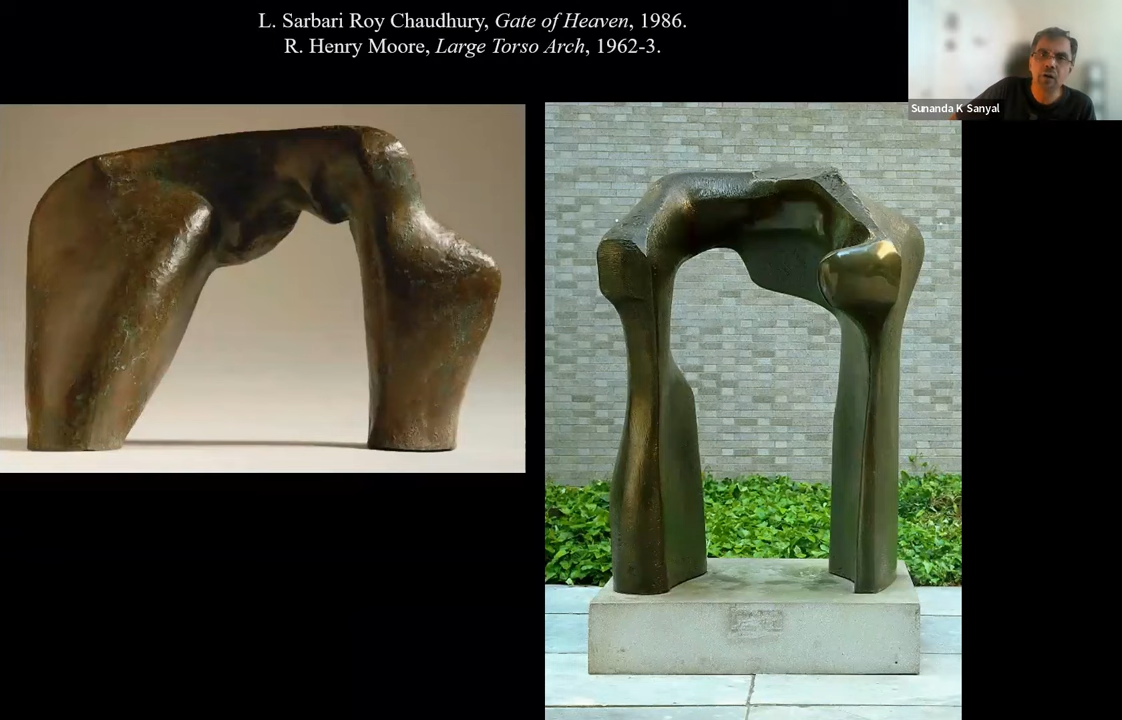 L. Sarbari Roy Chaudhury, Gate of Heaven, 1986.
R. Henry Moore, Large Torso Arch, 1962-3.
Sunanda K Sanyal